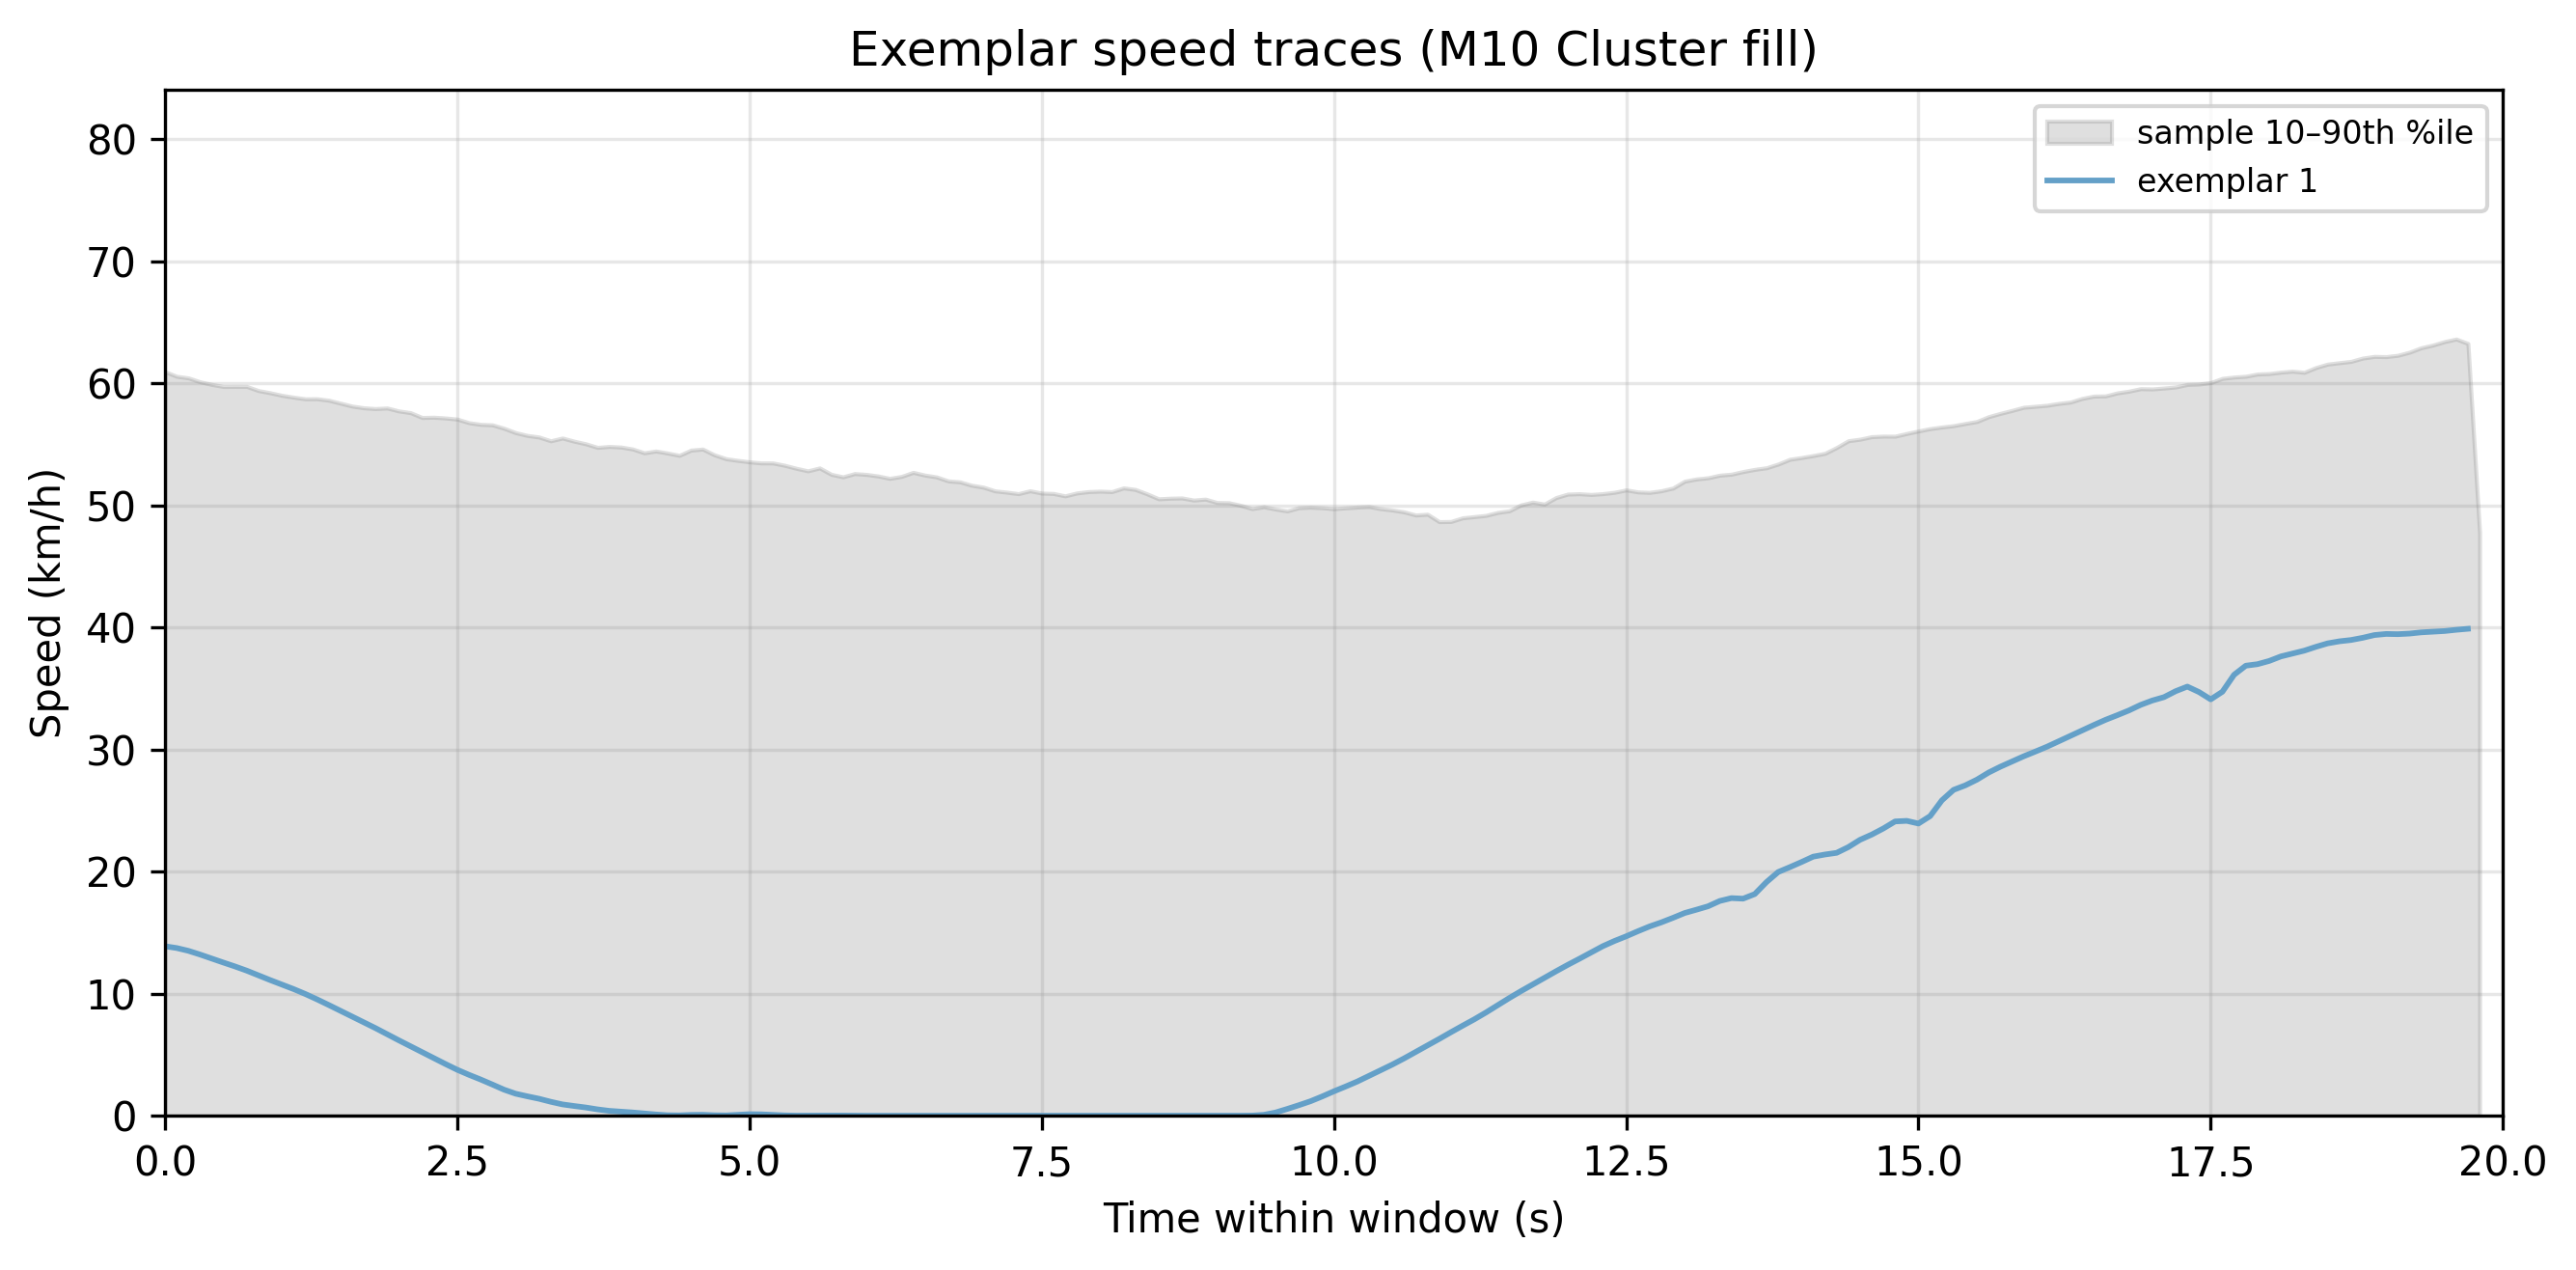 Exemplar speed traces (M10 Cluster fill)
sample 10–90th %ile
exemplar 1
Speed (km/h)
80
70
60
50
40
30
20
10
0
0.0 2.5 5.0 7.5 10.0 12.5 15.0 17.5 20.0
Time within window (s)